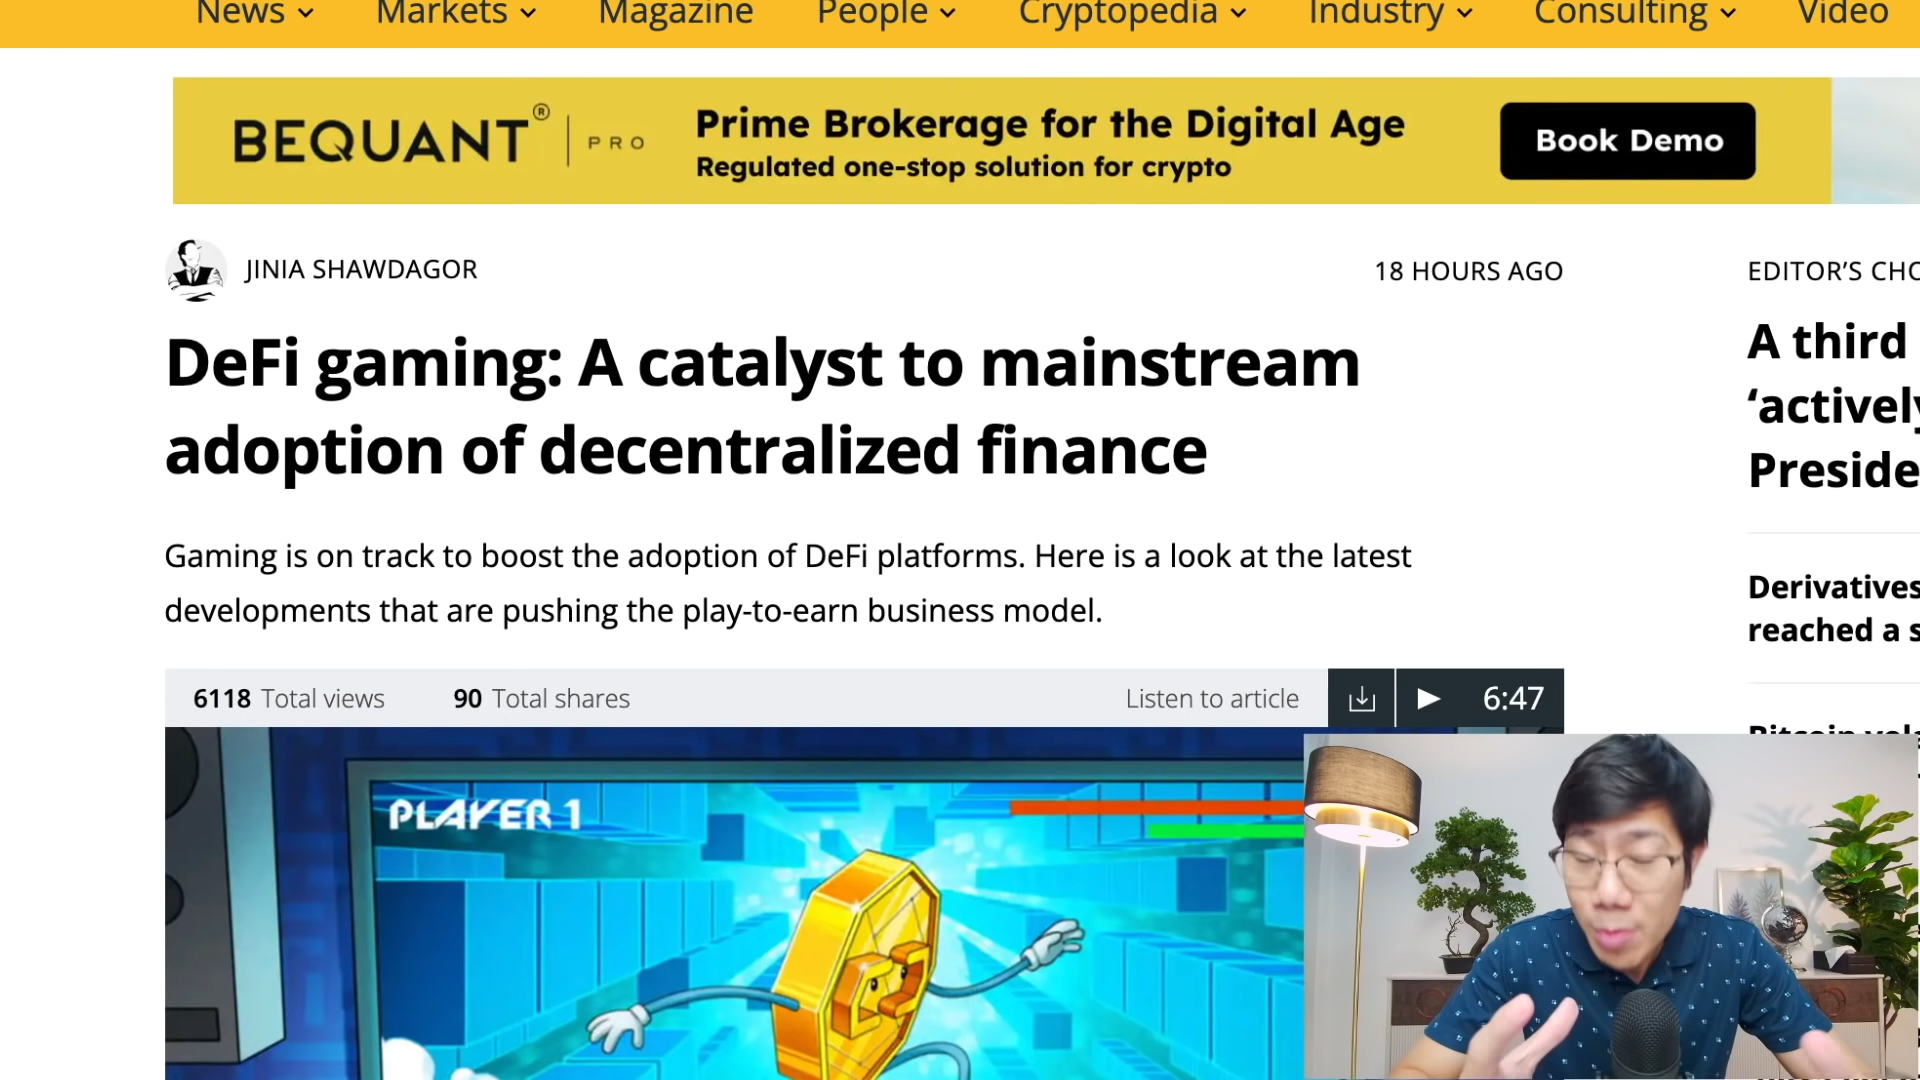 News Markets Magazine People Cryptopedia Industry Consulting Video
BEQUANT® PRO
Prime Brokerage for the Digital Age
Regulated one-stop solution for crypto
Book Demo
JINIA SHAWDAGOR
18 HOURS AGO
DeFi gaming: A catalyst to mainstream
adoption of decentralized finance
Gaming is on track to boost the adoption of DeFi platforms. Here is a look at the latest
developments that are pushing the play-to-earn business model.
6118 Total views 90 Total shares
Listen to article 6:47
PLAYER 1
EDITOR'S CHO
A third
‘actively
Preside
Derivatives
reached a s